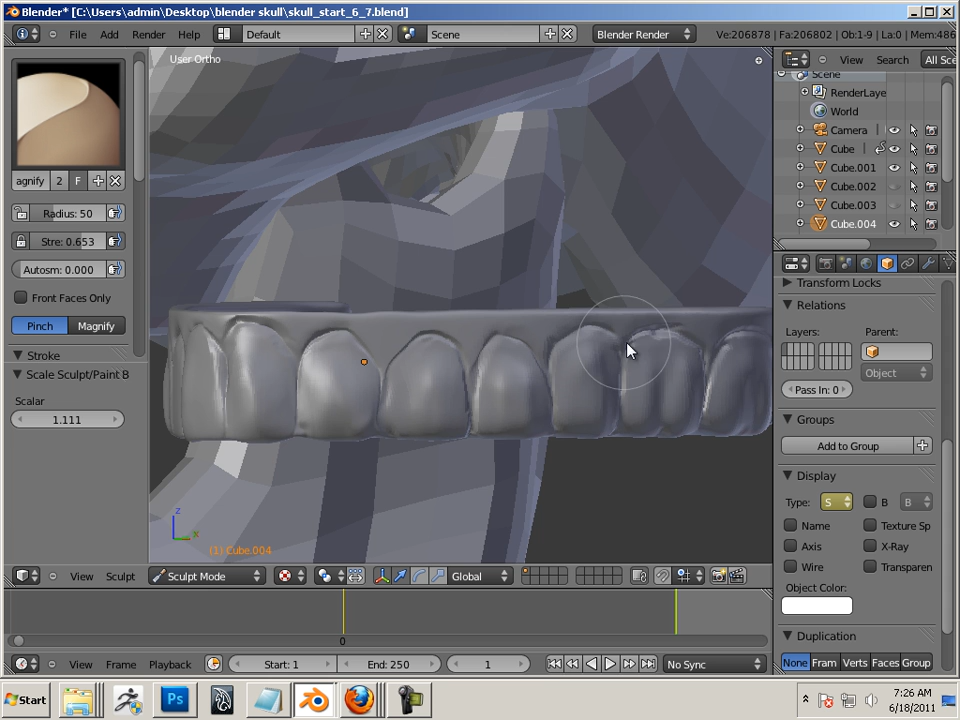 Blender* [C:\Users\admin\Desktop\blender skull\skull_start_6_7.blend]
File Add Render Help Default Scene Blender Render Ve:206878 | Fa:206802 | Ob:1-9 | La:0 | Mem:486
User Ortho
View Search All Sce
Scene
RenderLaye
World
Camera
Cube
Cube.001
Cube.002
Cube.003
Cube.004
agnify 2 F
Radius: 50
Stre: 0.653
Autosm: 0.000
Front Faces Only
Pinch Magnify
Stroke
Scale Sculpt/Paint B
Scalar
1.111
Transform Locks
Relations
Layers: Parent:
Object
Pass In: 0
Groups
Add to Group
Display
Type: S B B
Name Texture Sp
Axis X-Ray
Wire Transparen
Object Color:
Duplication
None Fram Verts Faces Group
z
x
(1) Cube.004
View Sculpt Sculpt Mode Global
0
View Frame Playback Start: 1 End: 250 1 No Sync
Start Ps 7:26 AM
6/18/2011